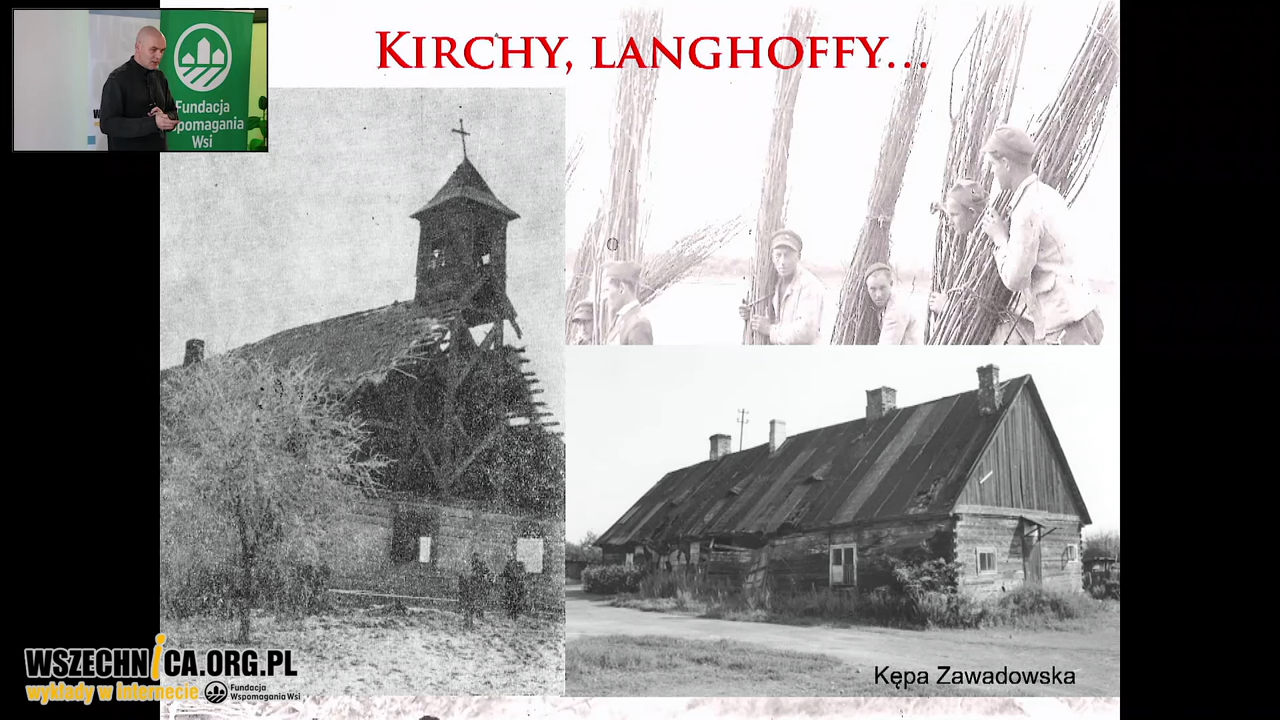 KIRCHY, LANGHOFFY...
Fundacja
Wspomagania
Wsi
Kępa Zawadowska
WSZECHNICA.ORG.PL
wykłady w internecie
Fundacja
Wspomagania Wsi